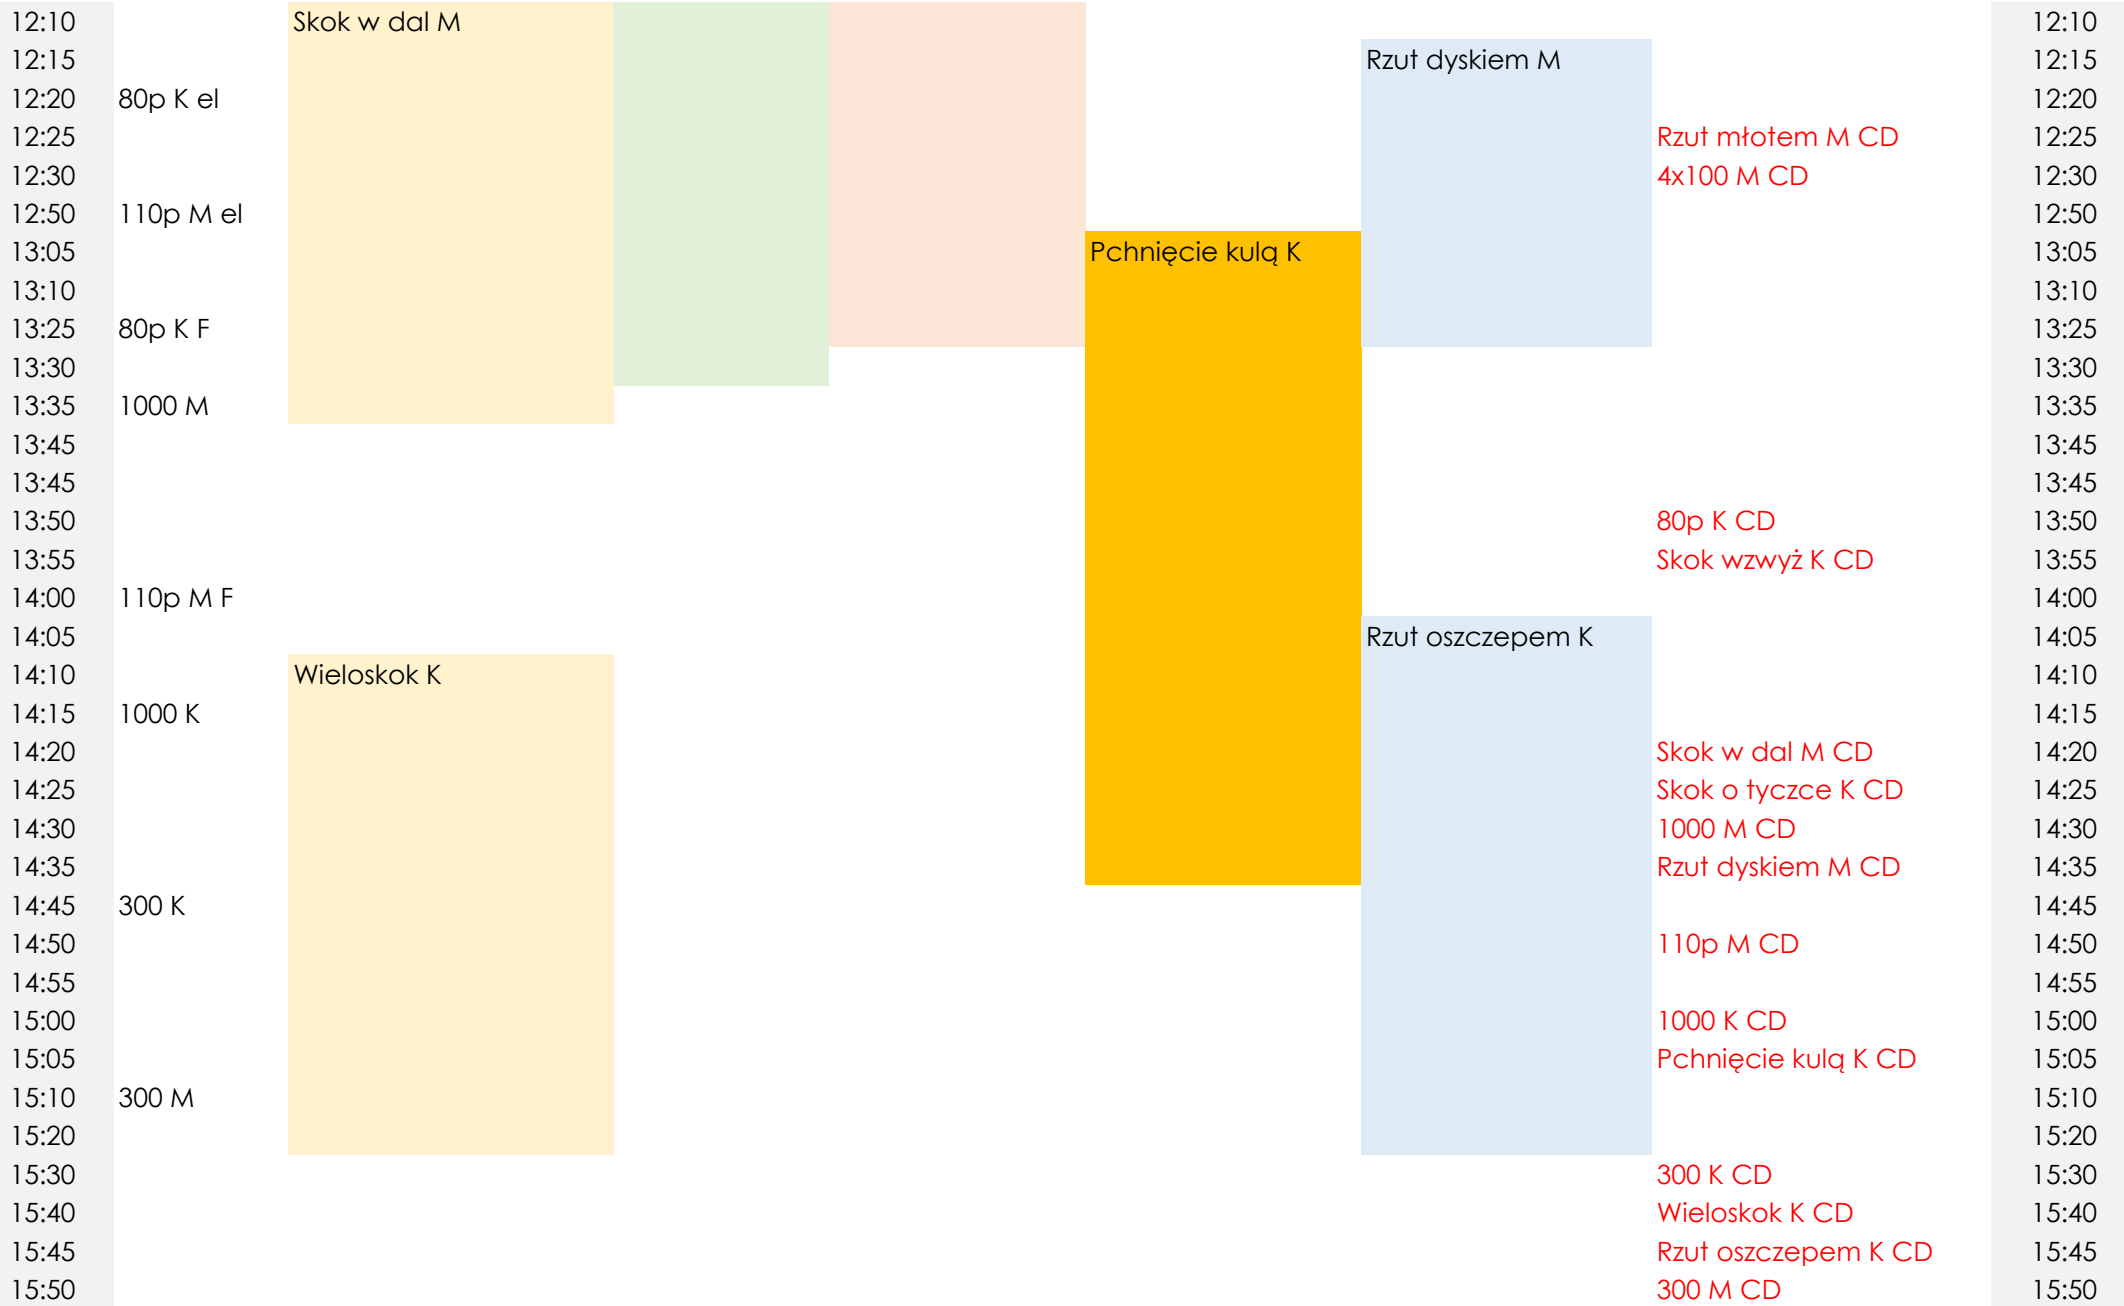 12:10 Skok w dal M 12:10
12:15 Rzut dyskiem M 12:15
12:20 80p K el 12:20
12:25 Rzut młotem M CD 12:25
12:30 4x100 M CD 12:30
12:50 110p M el 12:50
13:05 Pchnięcie kulą K 13:05
13:10 13:10
13:25 80p K F 13:25
13:30 13:30
13:35 1000 M 13:35
13:45 13:45
13:45 13:45
13:50 80p K CD 13:50
13:55 Skok wzwyż K CD 13:55
14:00 110p M F 14:00
14:05 Rzut oszczepem K 14:05
14:10 Wieloskok K 14:10
14:15 1000 K 14:15
14:20 Skok w dal M CD 14:20
14:25 Skok o tyczce K CD 14:25
14:30 1000 M CD 14:30
14:35 Rzut dyskiem M CD 14:35
14:45 300 K 14:45
14:50 110p M CD 14:50
14:55 14:55
15:00 1000 K CD 15:00
15:05 Pchnięcie kulą K CD 15:05
15:10 300 M 15:10
15:20 15:20
15:30 300 K CD 15:30
15:40 Wieloskok K CD 15:40
15:45 Rzut oszczepem K CD 15:45
15:50 300 M CD 15:50